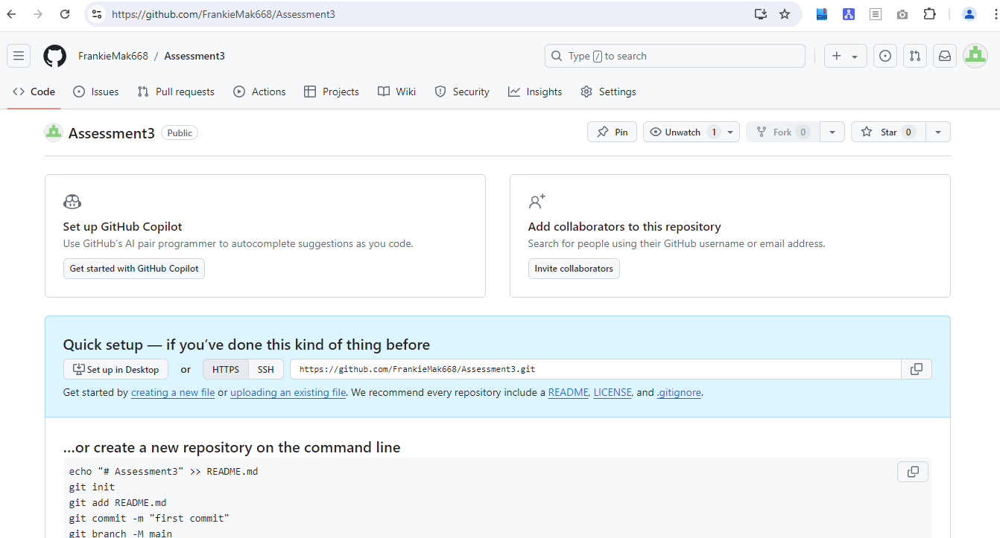 https://github.com/FrankieMak668/Assessment3
FrankieMak668 / Assessment3
Type / to search
Code Issues Pull requests Actions Projects Wiki Security Insights Settings
Assessment3 Public
Pin Unwatch 1 Fork 0 Star 0
Set up GitHub Copilot
Use GitHub's AI pair programmer to autocomplete suggestions as you code.
Get started with GitHub Copilot
Add collaborators to this repository
Search for people using their GitHub username or email address.
Invite collaborators
Quick setup — if you’ve done this kind of thing before
Set up in Desktop or HTTPS SSH https://github.com/FrankieMak668/Assessment3.git
Get started by creating a new file or uploading an existing file. We recommend every repository include a README, LICENSE, and .gitignore.
…or create a new repository on the command line
echo "# Assessment3" >> README.md
git init
git add README.md
git commit -m "first commit"
git branch -M main